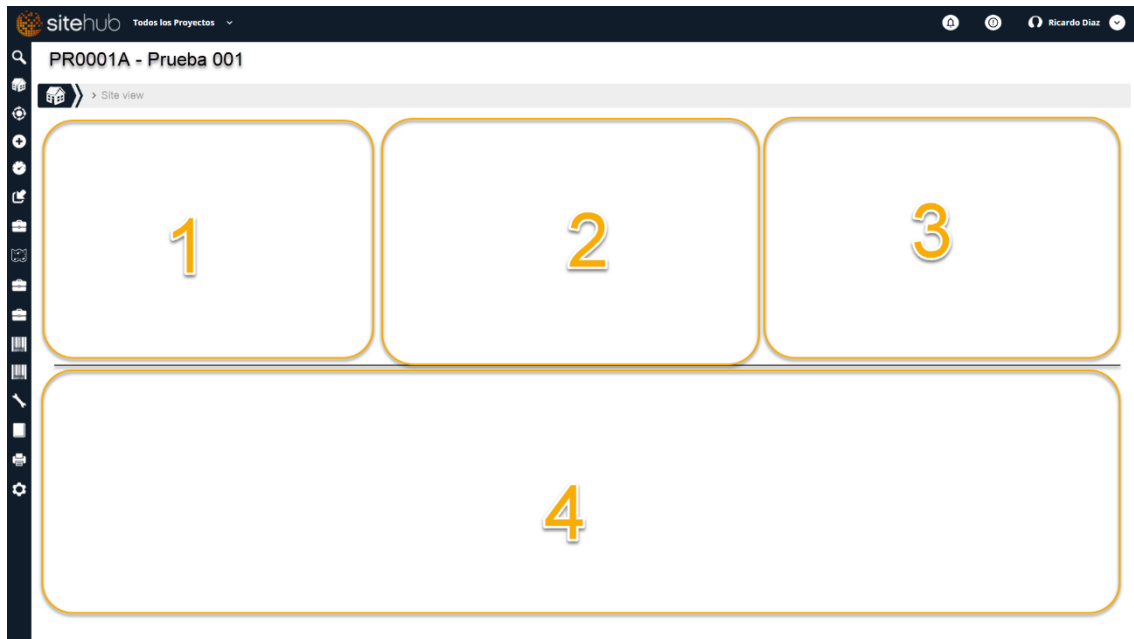 sitehub Todos los Proyectos Ricardo Diaz
PR0001A - Prueba 001
> Site view
1 2 3
4